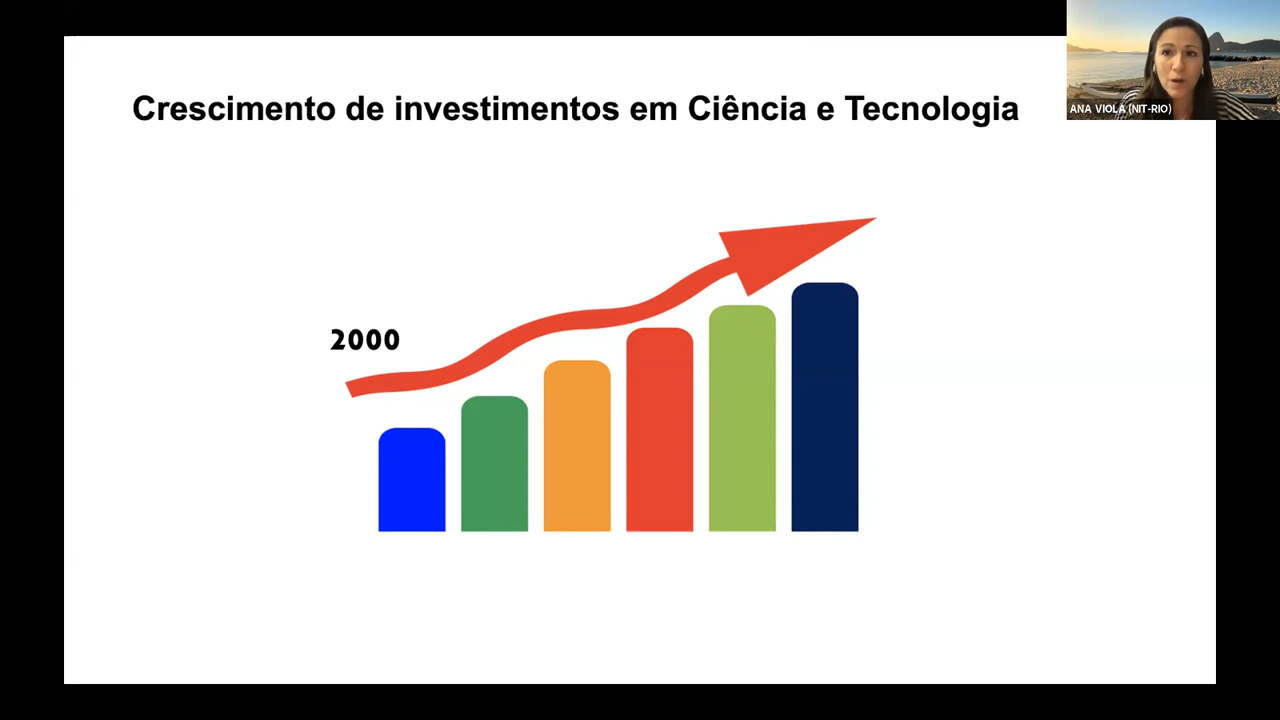 Crescimento de investimentos em Ciência e Tecnologia
ANA VIOLA (NIT-RIO)
2000